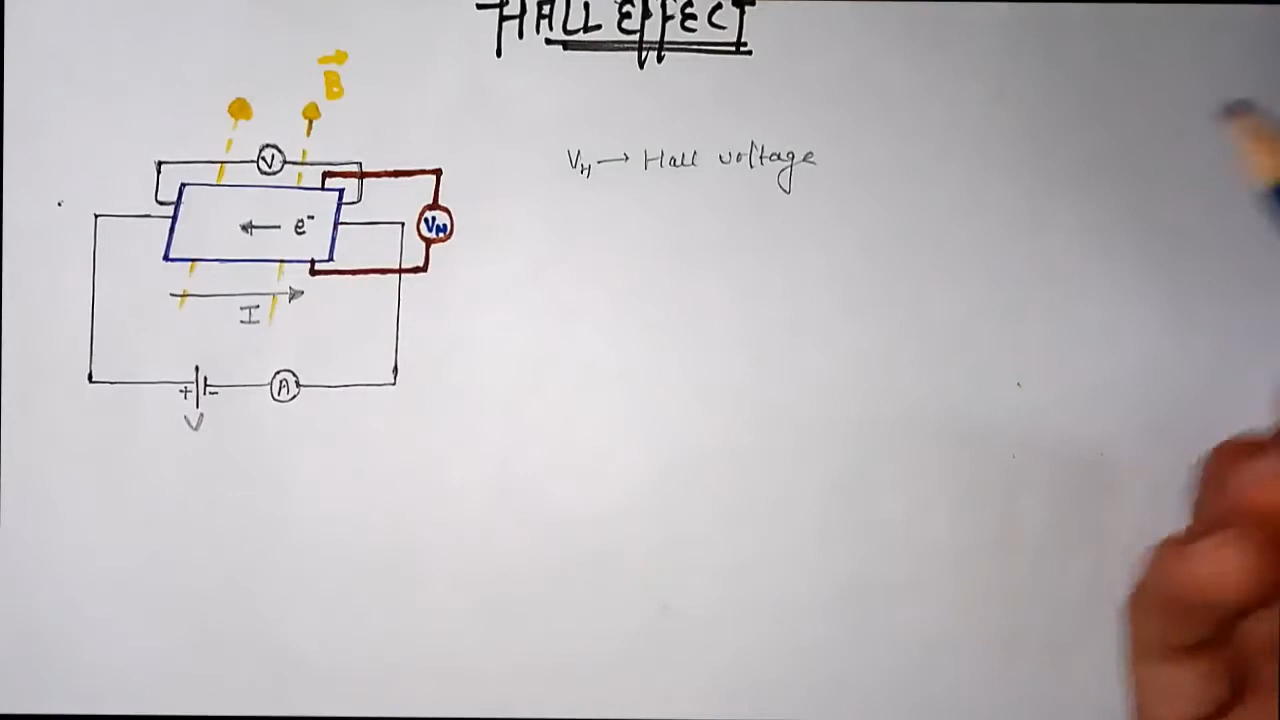 HALL EFFECT
B
V
V_H → Hall voltage
← e⁻
V_H
I
+ -
A
V